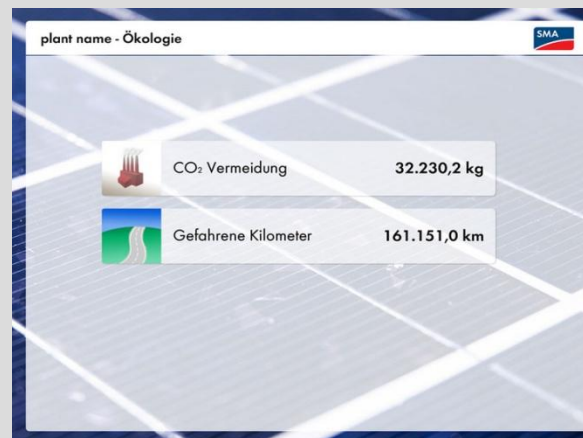 plant name - Ökologie
SMA
CO₂ Vermeidung 32.230,2 kg
Gefahrene Kilometer 161.151,0 km